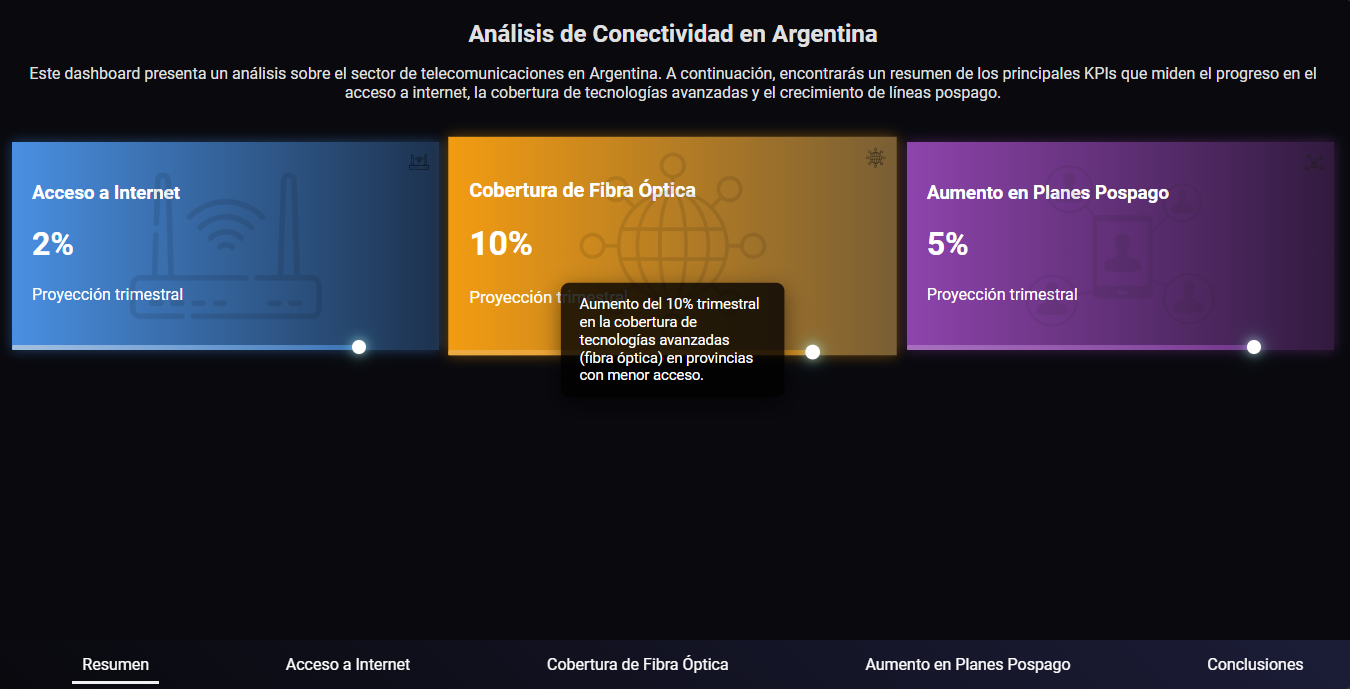 Análisis de Conectividad en Argentina
Este dashboard presenta un análisis sobre el sector de telecomunicaciones en Argentina. A continuación, encontrarás un resumen de los principales KPIs que miden el progreso en el
acceso a internet, la cobertura de tecnologías avanzadas y el crecimiento de líneas pospago.
Acceso a Internet
2%
Proyección trimestral
Cobertura de Fibra Óptica
10%
Proyección trimestral
Aumento del 10% trimestral
en la cobertura de
tecnologías avanzadas
(fibra óptica) en provincias
con menor acceso.
Aumento en Planes Pospago
5%
Proyección trimestral
Resumen
Acceso a Internet
Cobertura de Fibra Óptica
Aumento en Planes Pospago
Conclusiones